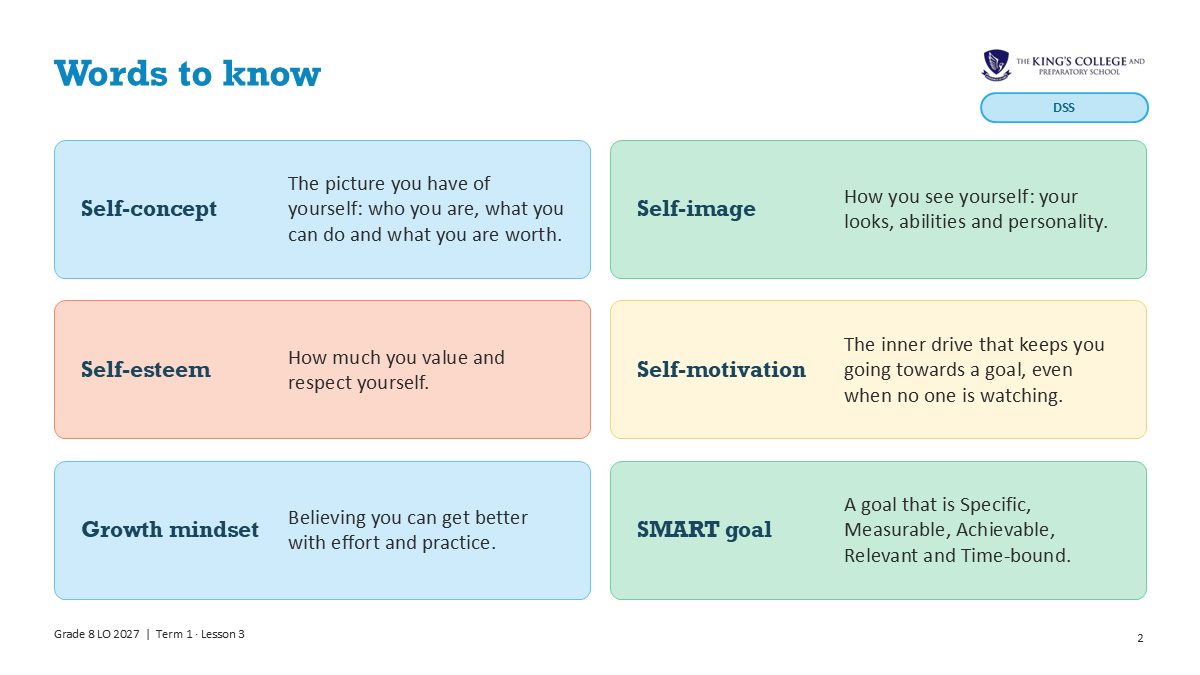 Words to know
THE KING'S COLLEGE AND
PREPARATORY SCHOOL
DSS
Self-concept
The picture you have of
yourself: who you are, what you
can do and what you are worth.
Self-image
How you see yourself: your
looks, abilities and personality.
Self-esteem
How much you value and
respect yourself.
Self-motivation
The inner drive that keeps you
going towards a goal, even
when no one is watching.
Growth mindset
Believing you can get better
with effort and practice.
SMART goal
A goal that is Specific,
Measurable, Achievable,
Relevant and Time-bound.
Grade 8 LO 2027 | Term 1 · Lesson 3
2